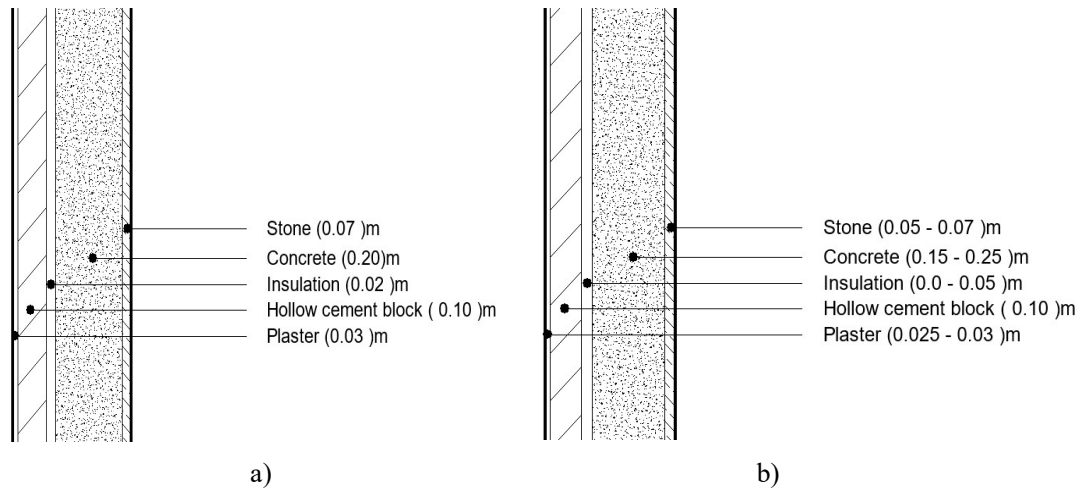 Stone (0.07 )m
Concrete (0.20)m
Insulation (0.02 )m
Hollow cement block ( 0.10 )m
Plaster (0.03 )m
a)
Stone (0.05 - 0.07 )m
Concrete (0.15 - 0.25)m
Insulation (0.0 - 0.05)m
Hollow cement block ( 0.10 )m
Plaster (0.025 - 0.03 )m
b)